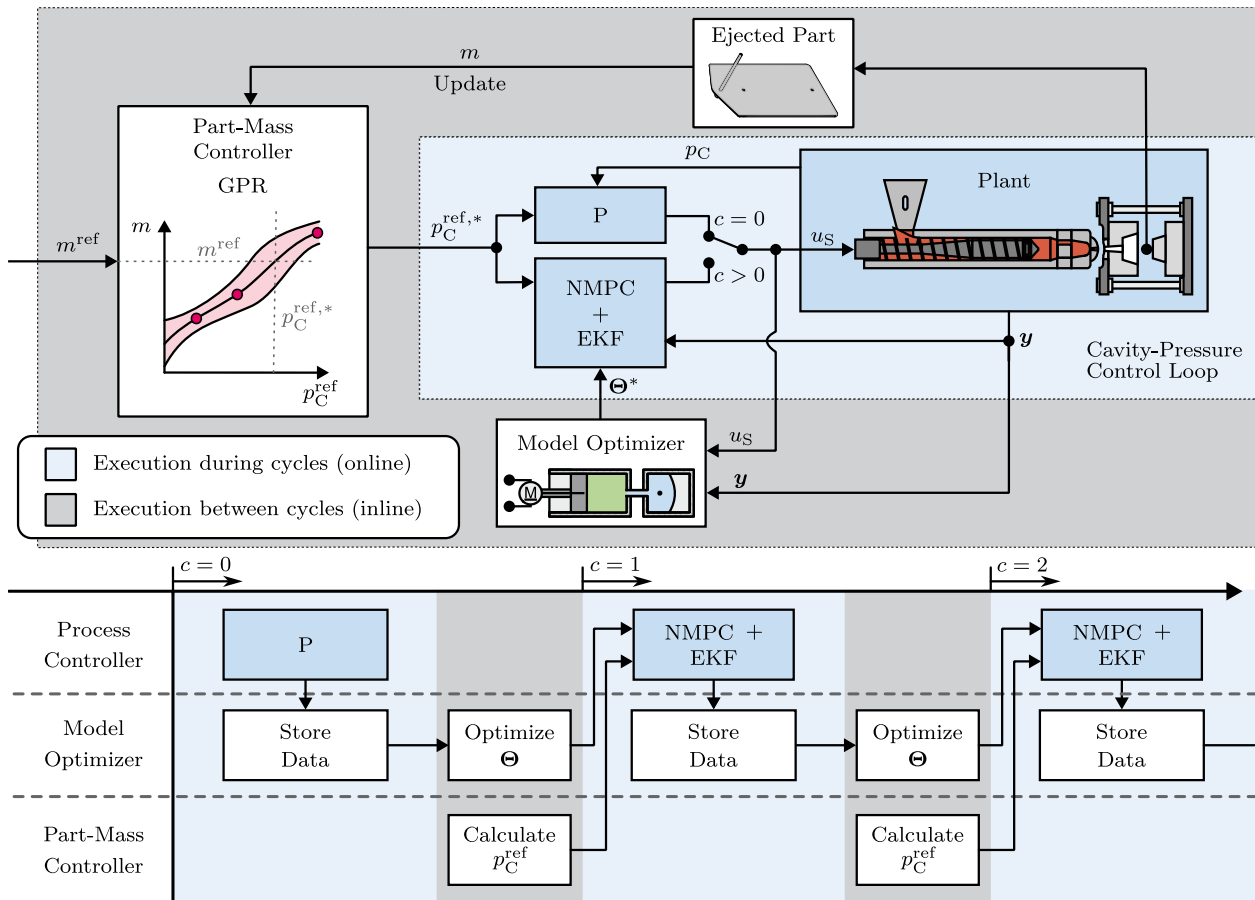 Ejected Part
m
Update
Part-Mass
Controller
GPR
m
m^ref
p_C^ref,*
p_C^ref
m^ref
p_C^ref,*
p_C
P
c = 0
c > 0
NMPC
+
EKF
u_S
Plant
y
Cavity-Pressure
Control Loop
Θ*
Model Optimizer
M
u_S
y
Execution during cycles (online)
Execution between cycles (inline)
c = 0
c = 1
c = 2
Process
Controller
P
NMPC +
EKF
NMPC +
EKF
Model
Optimizer
Store
Data
Optimize
Θ
Store
Data
Optimize
Θ
Store
Data
Part-Mass
Controller
Calculate
p_C^ref
Calculate
p_C^ref